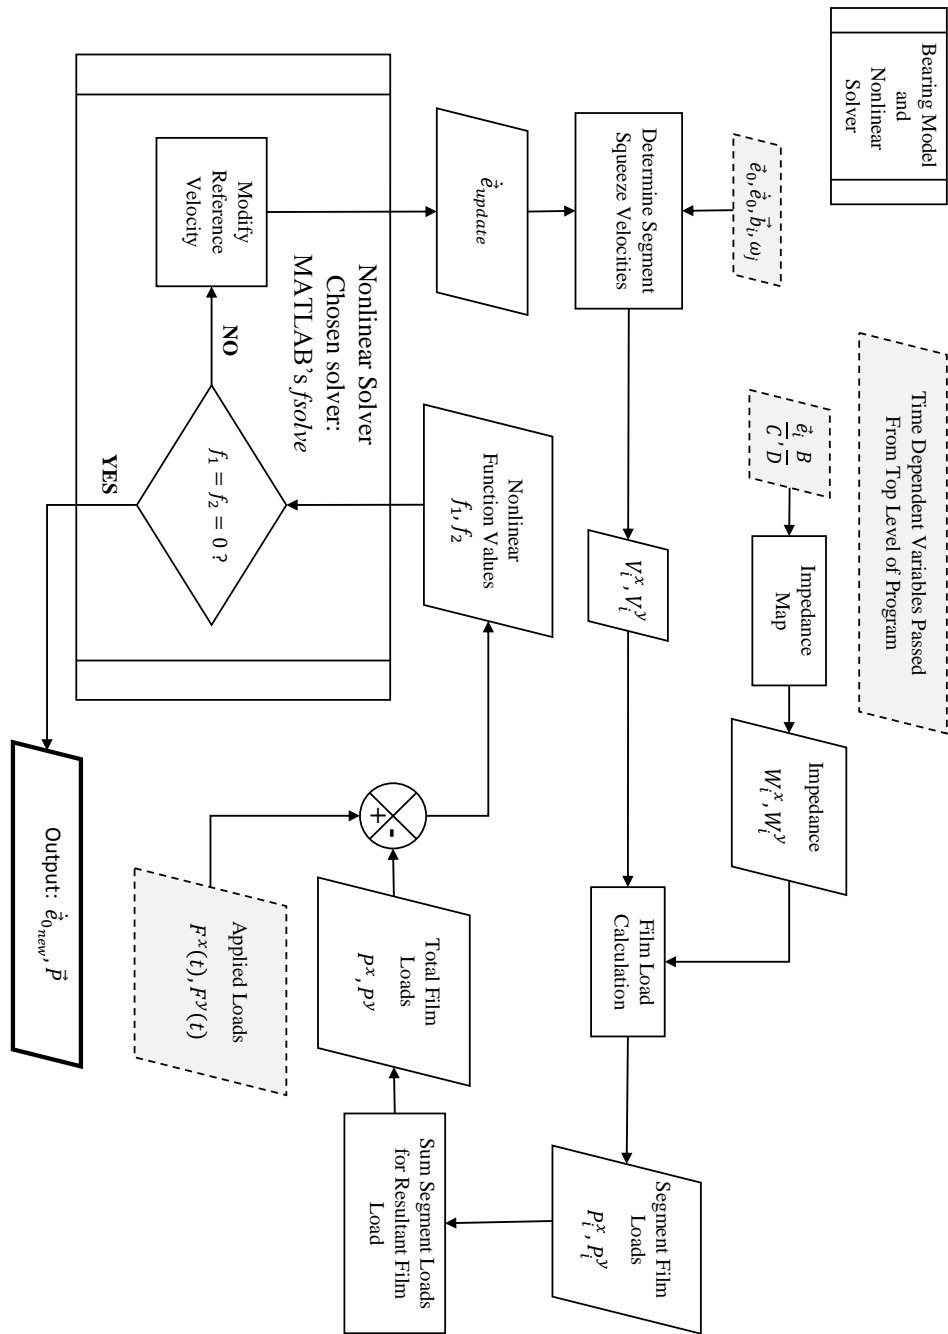 Bearing Model
and
Nonlinear
Solver
Time Dependent Variables Passed
From Top Level of Program
e⃗₀, ė⃗₀, b⃗ᵢ, ωⱼ
e⃗ᵢ/C, B/D
Impedance
Map
Impedance
Wᵢˣ, Wᵢʸ
Determine Segment
Squeeze Velocities
Vᵢˣ, Vᵢʸ
Film Load
Calculation
Segment Film
Loads
Pᵢˣ, Pᵢʸ
ė⃗update
Nonlinear
Function Values
f₁, f₂
Total Film
Loads
Pˣ, Pʸ
Sum Segment Loads
for Resultant Film
Load
+
-
Applied Loads
Fˣ(t), Fʸ(t)
Nonlinear Solver
Chosen solver:
MATLAB's fsolve
Modify
Reference
Velocity
NO
f₁ = f₂ = 0 ?
YES
Output: ė⃗₀new, P⃗